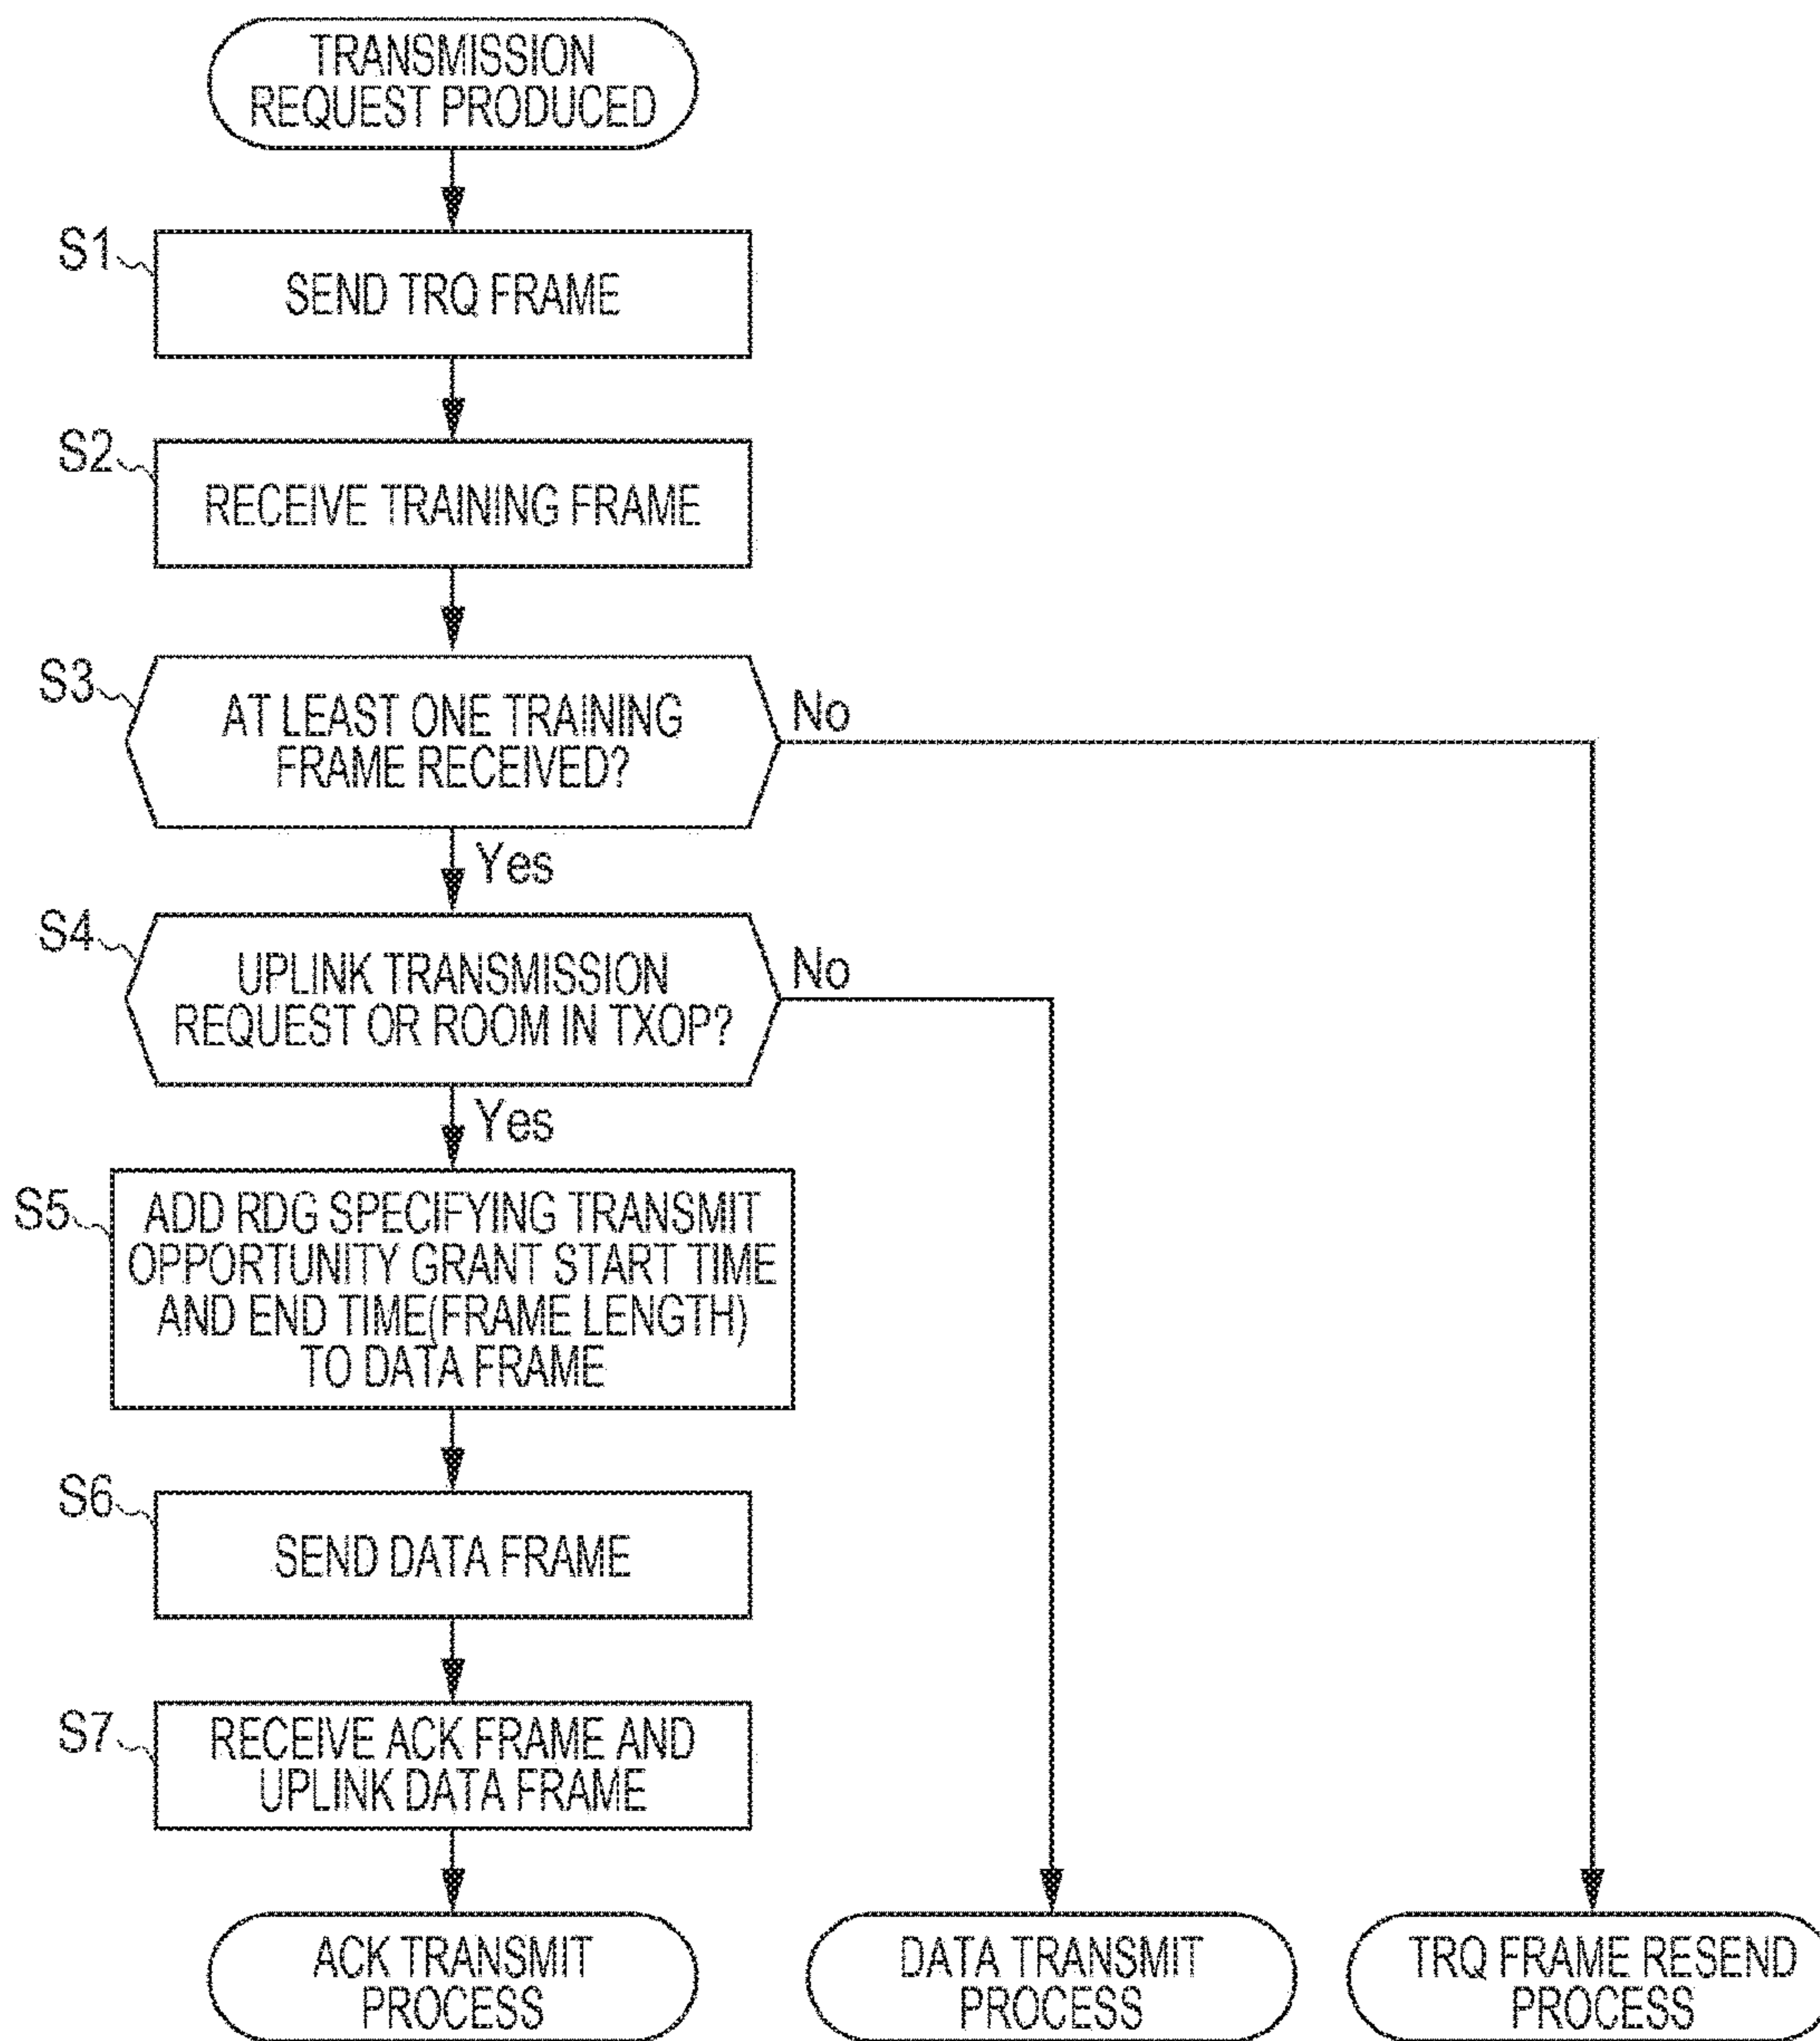 TRANSMISSION
REQUEST PRODUCED
S1
SEND TRQ FRAME
S2
RECEIVE TRAINING FRAME
S3
AT LEAST ONE TRAINING
FRAME RECEIVED?
No
Yes
S4
UPLINK TRANSMISSION
REQUEST OR ROOM IN TXOP?
No
Yes
S5
ADD RDG SPECIFYING TRANSMIT
OPPORTUNITY GRANT START TIME
AND END TIME(FRAME LENGTH)
TO DATA FRAME
S6
SEND DATA FRAME
S7
RECEIVE ACK FRAME AND
UPLINK DATA FRAME
ACK TRANSMIT
PROCESS
DATA TRANSMIT
PROCESS
TRQ FRAME RESEND
PROCESS